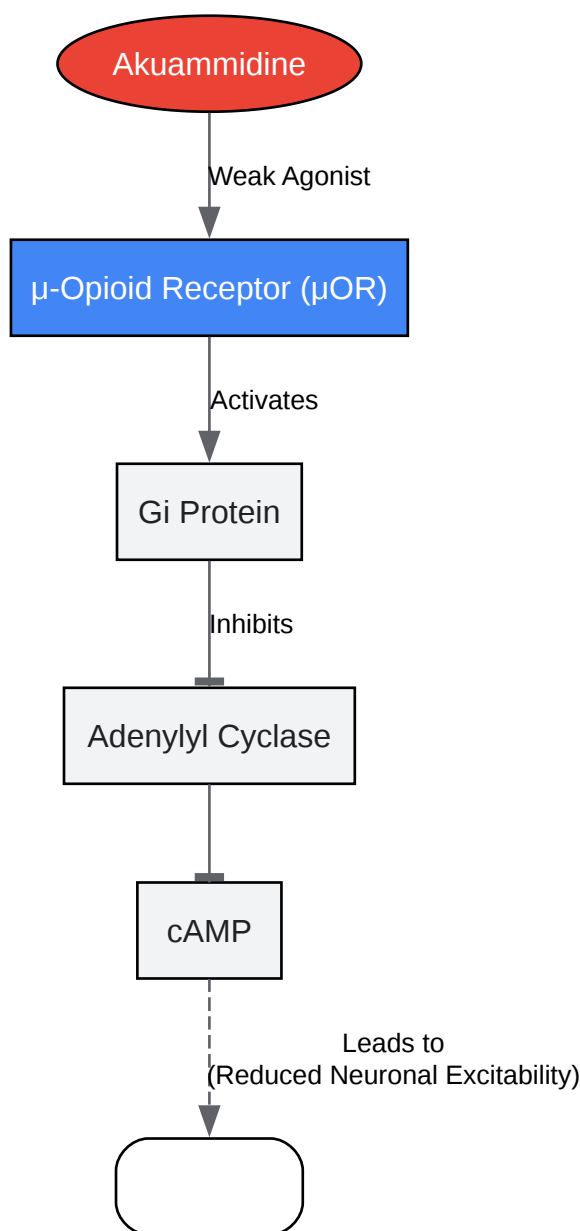 Akuammidine
Weak Agonist
μ-Opioid Receptor (μOR)
Activates
Gi Protein
Inhibits
Adenylyl Cyclase
cAMP
Leads to
(Reduced Neuronal Excitability)